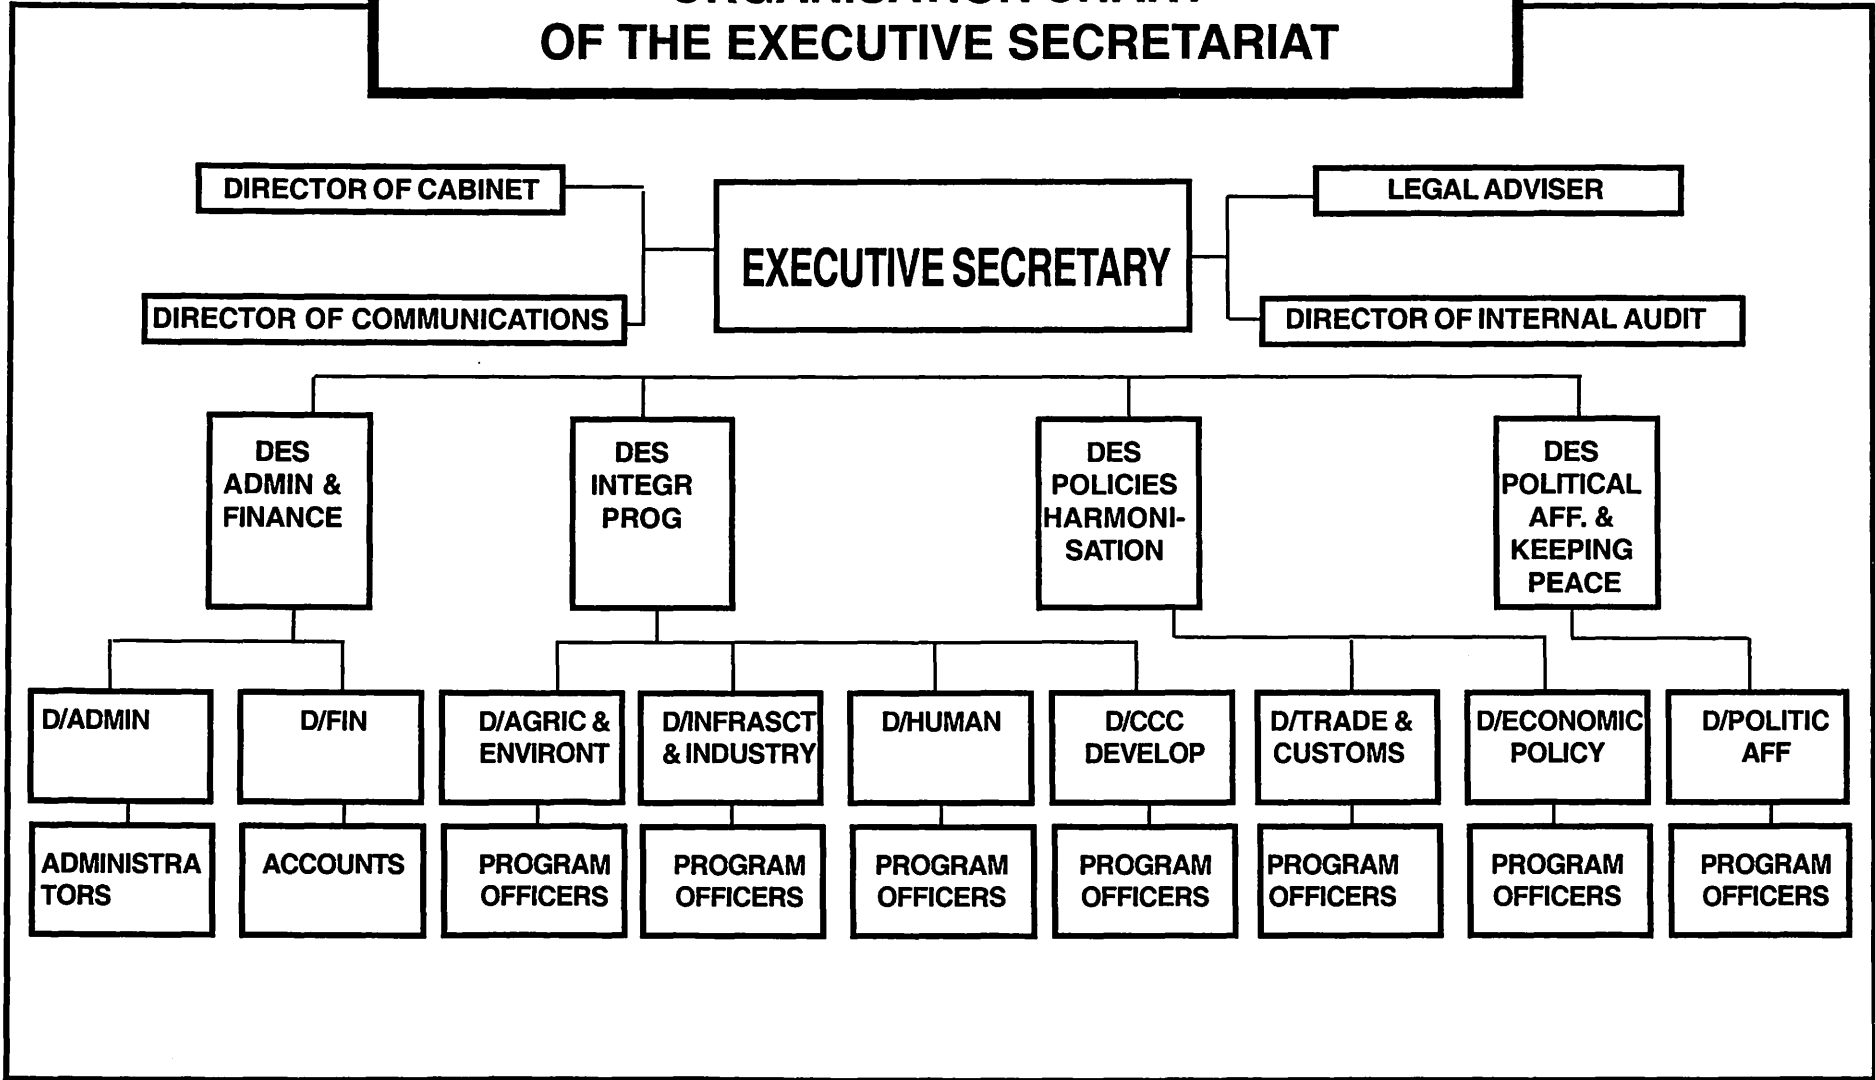 ORGANISATION CHART
OF THE EXECUTIVE SECRETARIAT
DIRECTOR OF CABINET
LEGAL ADVISER
EXECUTIVE SECRETARY
DIRECTOR OF COMMUNICATIONS
DIRECTOR OF INTERNAL AUDIT
DES
ADMIN &
FINANCE
DES
INTEGR
PROG
DES
POLICIES
HARMONI-
SATION
DES
POLITICAL
AFF. &
KEEPING
PEACE
D/ADMIN
D/FIN
D/AGRIC &
ENVIRONT
D/INFRASCT
& INDUSTRY
D/HUMAN
D/CCC
DEVELOP
D/TRADE &
CUSTOMS
D/ECONOMIC
POLICY
D/POLITIC
AFF
ADMINISTRA
TORS
ACCOUNTS
PROGRAM
OFFICERS
PROGRAM
OFFICERS
PROGRAM
OFFICERS
PROGRAM
OFFICERS
PROGRAM
OFFICERS
PROGRAM
OFFICERS
PROGRAM
OFFICERS